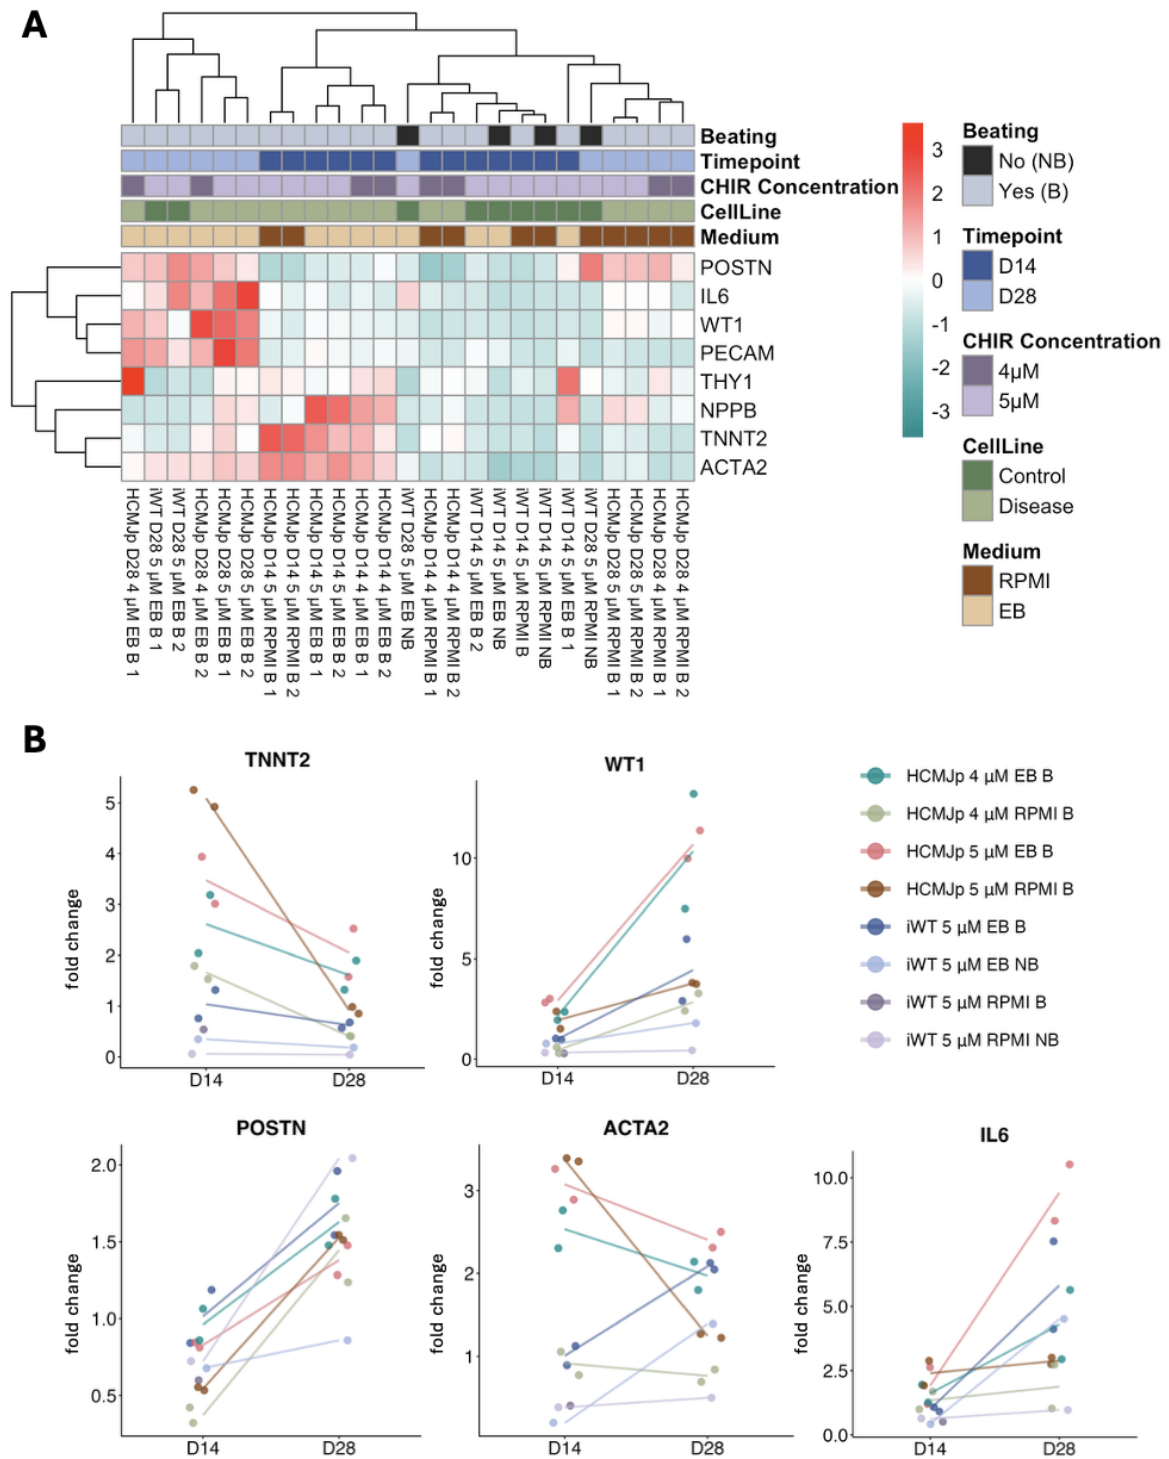 A
Beating
Timepoint
CHIR Concentration
CellLine
Medium
POSTN
IL6
WT1
PECAM
THY1
NPPB
TNNT2
ACTA2
HCMJp D28 4 µM EB B 1
iWT D28 5 µM EB B 1
iWT D28 5 µM EB B 2
HCMJp D28 4 µM EB B 2
HCMJp D28 5 µM EB B 1
HCMJp D28 5 µM EB B 2
HCMJp D14 5 µM RPMI B 1
HCMJp D14 5 µM RPMI B 2
HCMJp D14 5 µM EB B 1
HCMJp D14 5 µM EB B 2
HCMJp D14 4 µM EB B 1
HCMJp D14 4 µM EB B 2
iWT D28 5 µM EB NB
HCMJp D14 4 µM RPMI B 1
HCMJp D14 4 µM RPMI B 2
iWT D14 5 µM EB B 2
iWT D14 5 µM EB NB
iWT D14 5 µM RPMI B
iWT D14 5 µM RPMI NB
iWT D14 5 µM EB B 1
iWT D28 5 µM RPMI NB
HCMJp D28 5 µM RPMI B 1
HCMJp D28 5 µM RPMI B 2
HCMJp D28 4 µM RPMI B 1
HCMJp D28 4 µM RPMI B 2
3
2
1
0
-1
-2
-3
Beating
No (NB)
Yes (B)
Timepoint
D14
D28
CHIR Concentration
4µM
5µM
CellLine
Control
Disease
Medium
RPMI
EB
B
TNNT2
fold change
5
4
3
2
1
0
D14
D28
WT1
fold change
10
5
0
D14
D28
HCMJp 4 µM EB B
HCMJp 4 µM RPMI B
HCMJp 5 µM EB B
HCMJp 5 µM RPMI B
iWT 5 µM EB B
iWT 5 µM EB NB
iWT 5 µM RPMI B
iWT 5 µM RPMI NB
POSTN
fold change
2.0
1.5
1.0
0.5
D14
D28
ACTA2
fold change
3
2
1
D14
D28
IL6
fold change
10.0
7.5
5.0
2.5
0.0
D14
D28